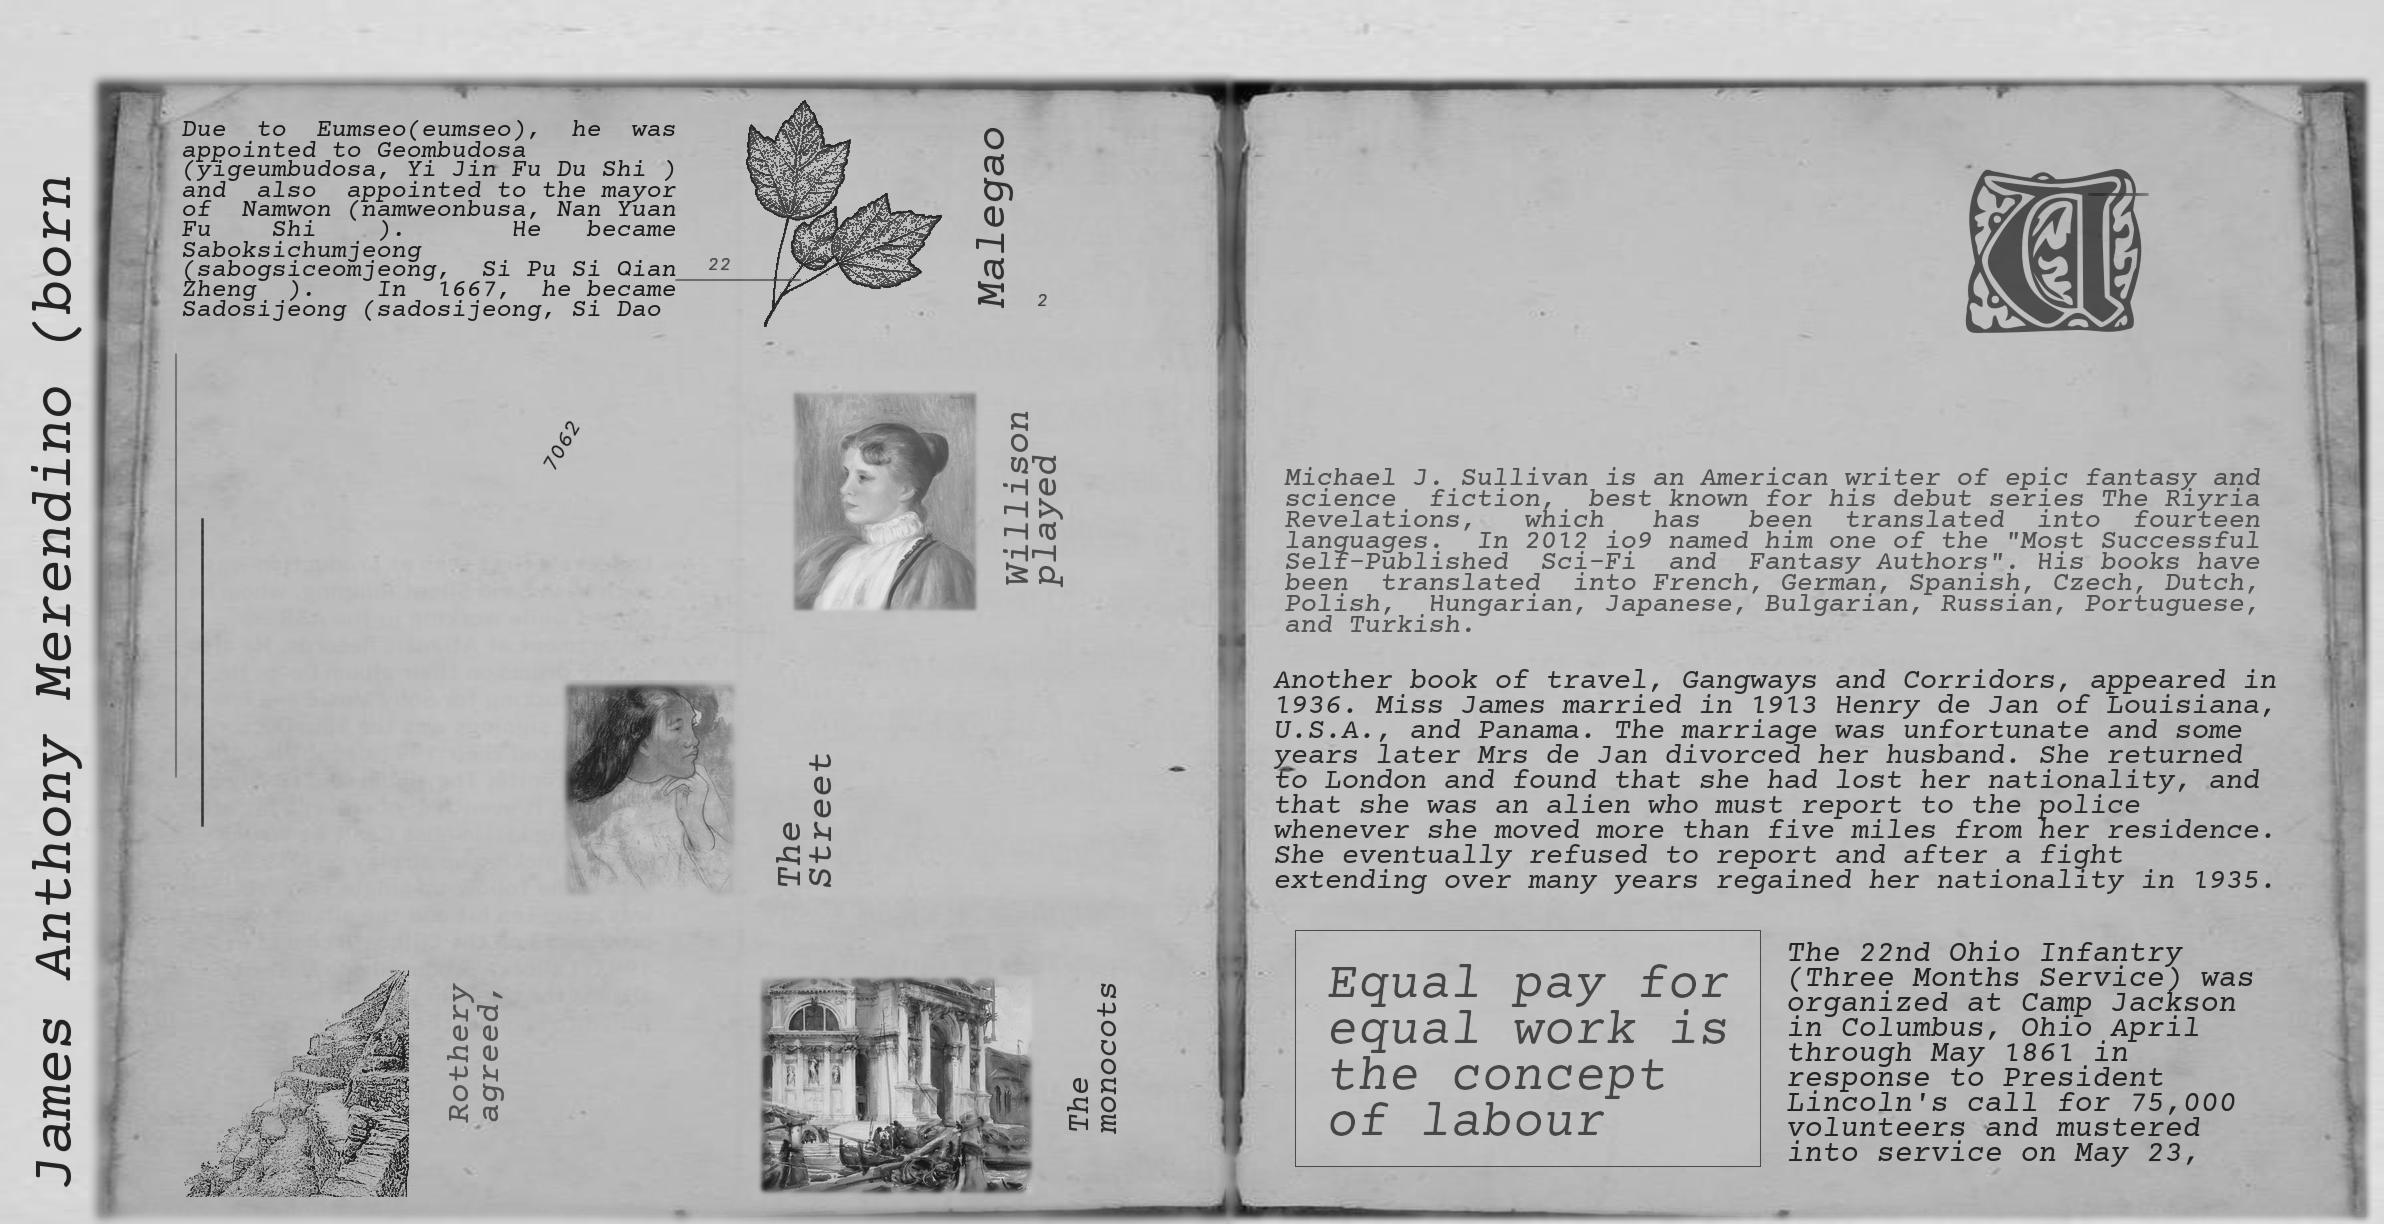 James Anthony Merendino (born
Due to Eumseo(eumseo), he was
appointed to Geombudosa
(yigeumbudosa, Yi Jin Fu Du Shi )
and also appointed to the mayor
of Namwon (namweonbusa, Nan Yuan
Fu Shi ). He became
Saboksichumjeong
(sabogsiceomjeong, Si Pu Si Qian
Zheng ). In 1667, he became
Sadosijeong (sadosijeong, Si Dao
22
Malegao
2
7062
Willison
played
The
Street
Rothery
agreed,
The
monocots
Michael J. Sullivan is an American writer of epic fantasy and
science fiction, best known for his debut series The Riyria
Revelations, which has been translated into fourteen
languages. In 2012 io9 named him one of the "Most Successful
Self-Published Sci-Fi and Fantasy Authors". His books have
been translated into French, German, Spanish, Czech, Dutch,
Polish, Hungarian, Japanese, Bulgarian, Russian, Portuguese,
and Turkish.
Another book of travel, Gangways and Corridors, appeared in
1936. Miss James married in 1913 Henry de Jan of Louisiana,
U.S.A., and Panama. The marriage was unfortunate and some
years later Mrs de Jan divorced her husband. She returned
to London and found that she had lost her nationality, and
that she was an alien who must report to the police
whenever she moved more than five miles from her residence.
She eventually refused to report and after a fight
extending over many years regained her nationality in 1935.
Equal pay for
equal work is
the concept
of labour
The 22nd Ohio Infantry
(Three Months Service) was
organized at Camp Jackson
in Columbus, Ohio April
through May 1861 in
response to President
Lincoln's call for 75,000
volunteers and mustered
into service on May 23,